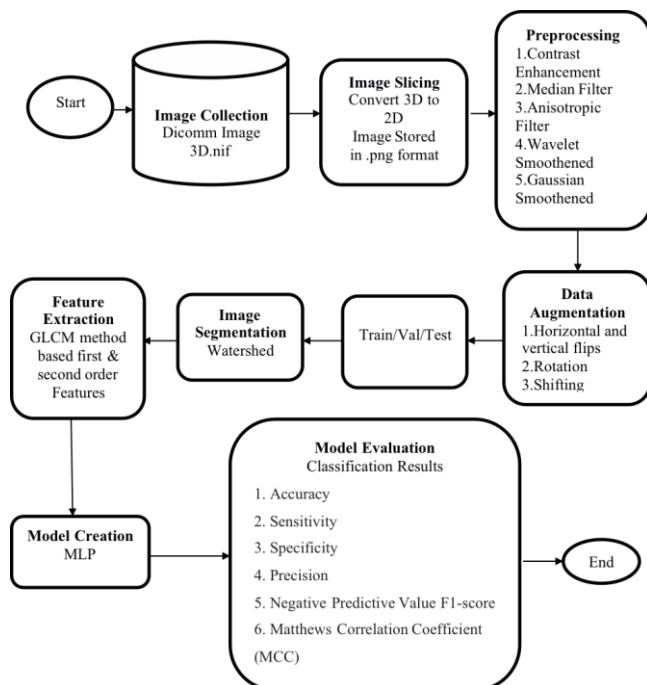 Start
Image Collection
Dicomm Image
3D.nif
Image Slicing
Convert 3D to
2D
Image Stored
in .png format
Preprocessing
1.Contrast
Enhancement
2.Median Filter
3.Anisotropic
Filter
4.Wavelet
Smoothened
5.Gaussian
Smoothened
Data
Augmentation
1.Horizontal and
vertical flips
2.Rotation
3.Shifting
Train/Val/Test
Image
Segmentation
Watershed
Feature
Extraction
GLCM method
based first &
second order
Features
Model Creation
MLP
Model Evaluation
Classification Results
1. Accuracy
2. Sensitivity
3. Specificity
4. Precision
5. Negative Predictive Value F1-score
6. Matthews Correlation Coefficient
(MCC)
End